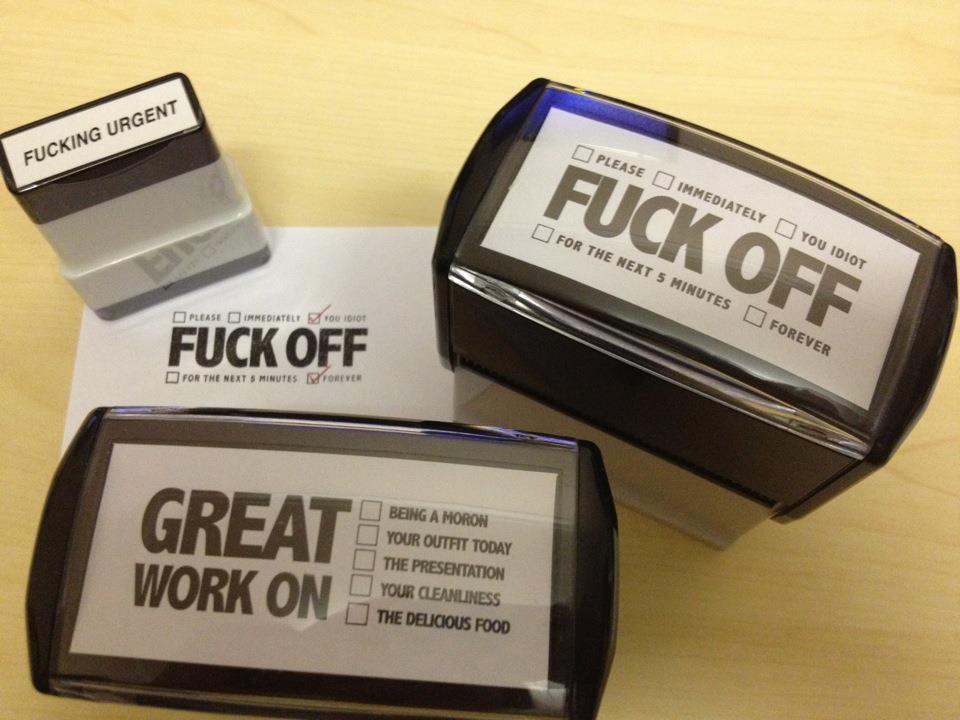 FUCKING URGENT
☐ PLEASE ☐ IMMEDIATELY ☐ YOU IDIOT
FUCK OFF
☐ FOR THE NEXT 5 MINUTES ☐ FOREVER
☐ PLEASE ☐ IMMEDIATELY ☑ YOU IDIOT
FUCK OFF
☐ FOR THE NEXT 5 MINUTES ☑ FOREVER
GREAT
WORK ON
☐ BEING A MORON
☐ YOUR OUTFIT TODAY
☐ THE PRESENTATION
☐ YOUR CLEANLINESS
☐ THE DELICIOUS FOOD